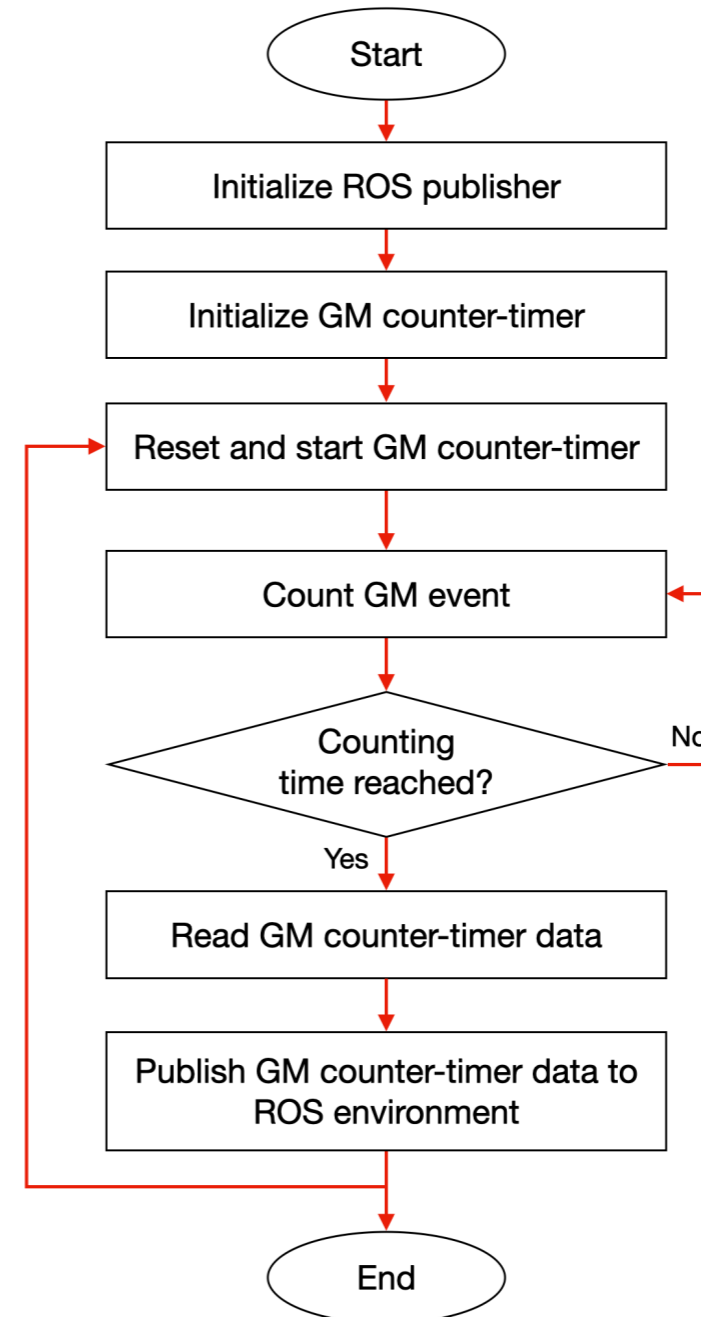 Start
Initialize ROS publisher
Initialize GM counter-timer
Reset and start GM counter-timer
Count GM event
Counting
time reached?
No
Yes
Read GM counter-timer data
Publish GM counter-timer data to
ROS environment
End